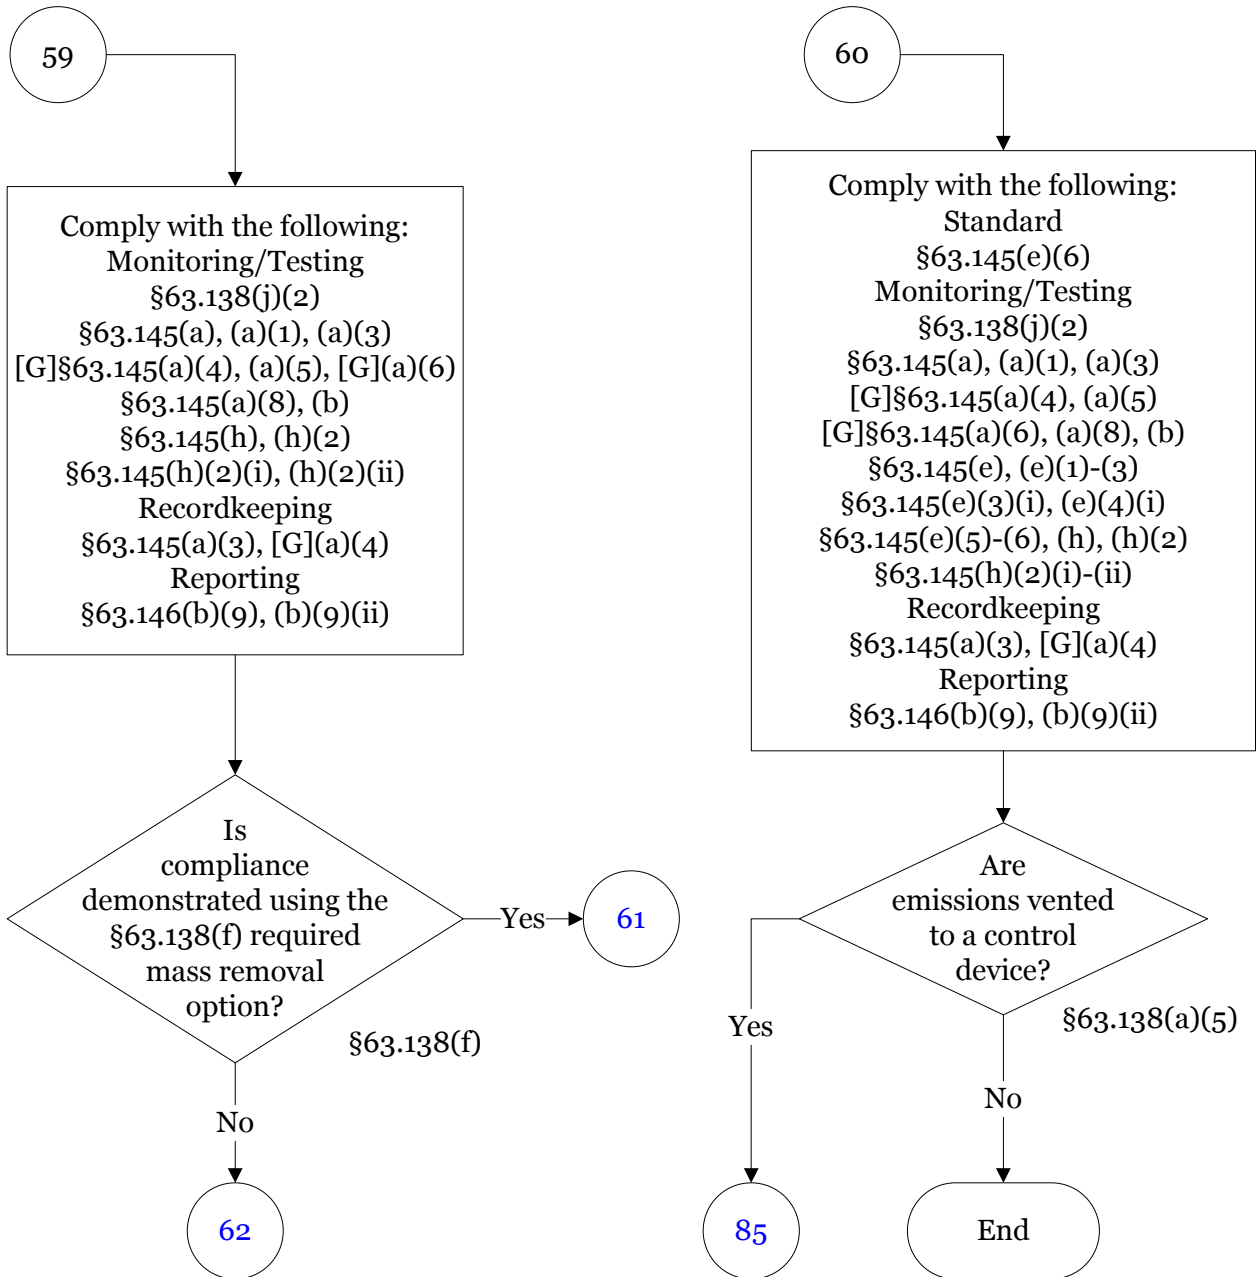 59
Comply with the following:
Monitoring/Testing
§63.138(j)(2)
§63.145(a), (a)(1), (a)(3)
[G]§63.145(a)(4), (a)(5), [G](a)(6)
§63.145(a)(8), (b)
§63.145(h), (h)(2)
§63.145(h)(2)(i), (h)(2)(ii)
Recordkeeping
§63.145(a)(3), [G](a)(4)
Reporting
§63.146(b)(9), (b)(9)(ii)
Is
compliance
demonstrated using the
§63.138(f) required
mass removal
option?
§63.138(f)
Yes
61
No
62
60
Comply with the following:
Standard
§63.145(e)(6)
Monitoring/Testing
§63.138(j)(2)
§63.145(a), (a)(1), (a)(3)
[G]§63.145(a)(4), (a)(5)
[G]§63.145(a)(6), (a)(8), (b)
§63.145(e), (e)(1)-(3)
§63.145(e)(3)(i), (e)(4)(i)
§63.145(e)(5)-(6), (h), (h)(2)
§63.145(h)(2)(i)-(ii)
Recordkeeping
§63.145(a)(3), [G](a)(4)
Reporting
§63.146(b)(9), (b)(9)(ii)
Are
emissions vented
to a control
device?
§63.138(a)(5)
Yes
85
No
End